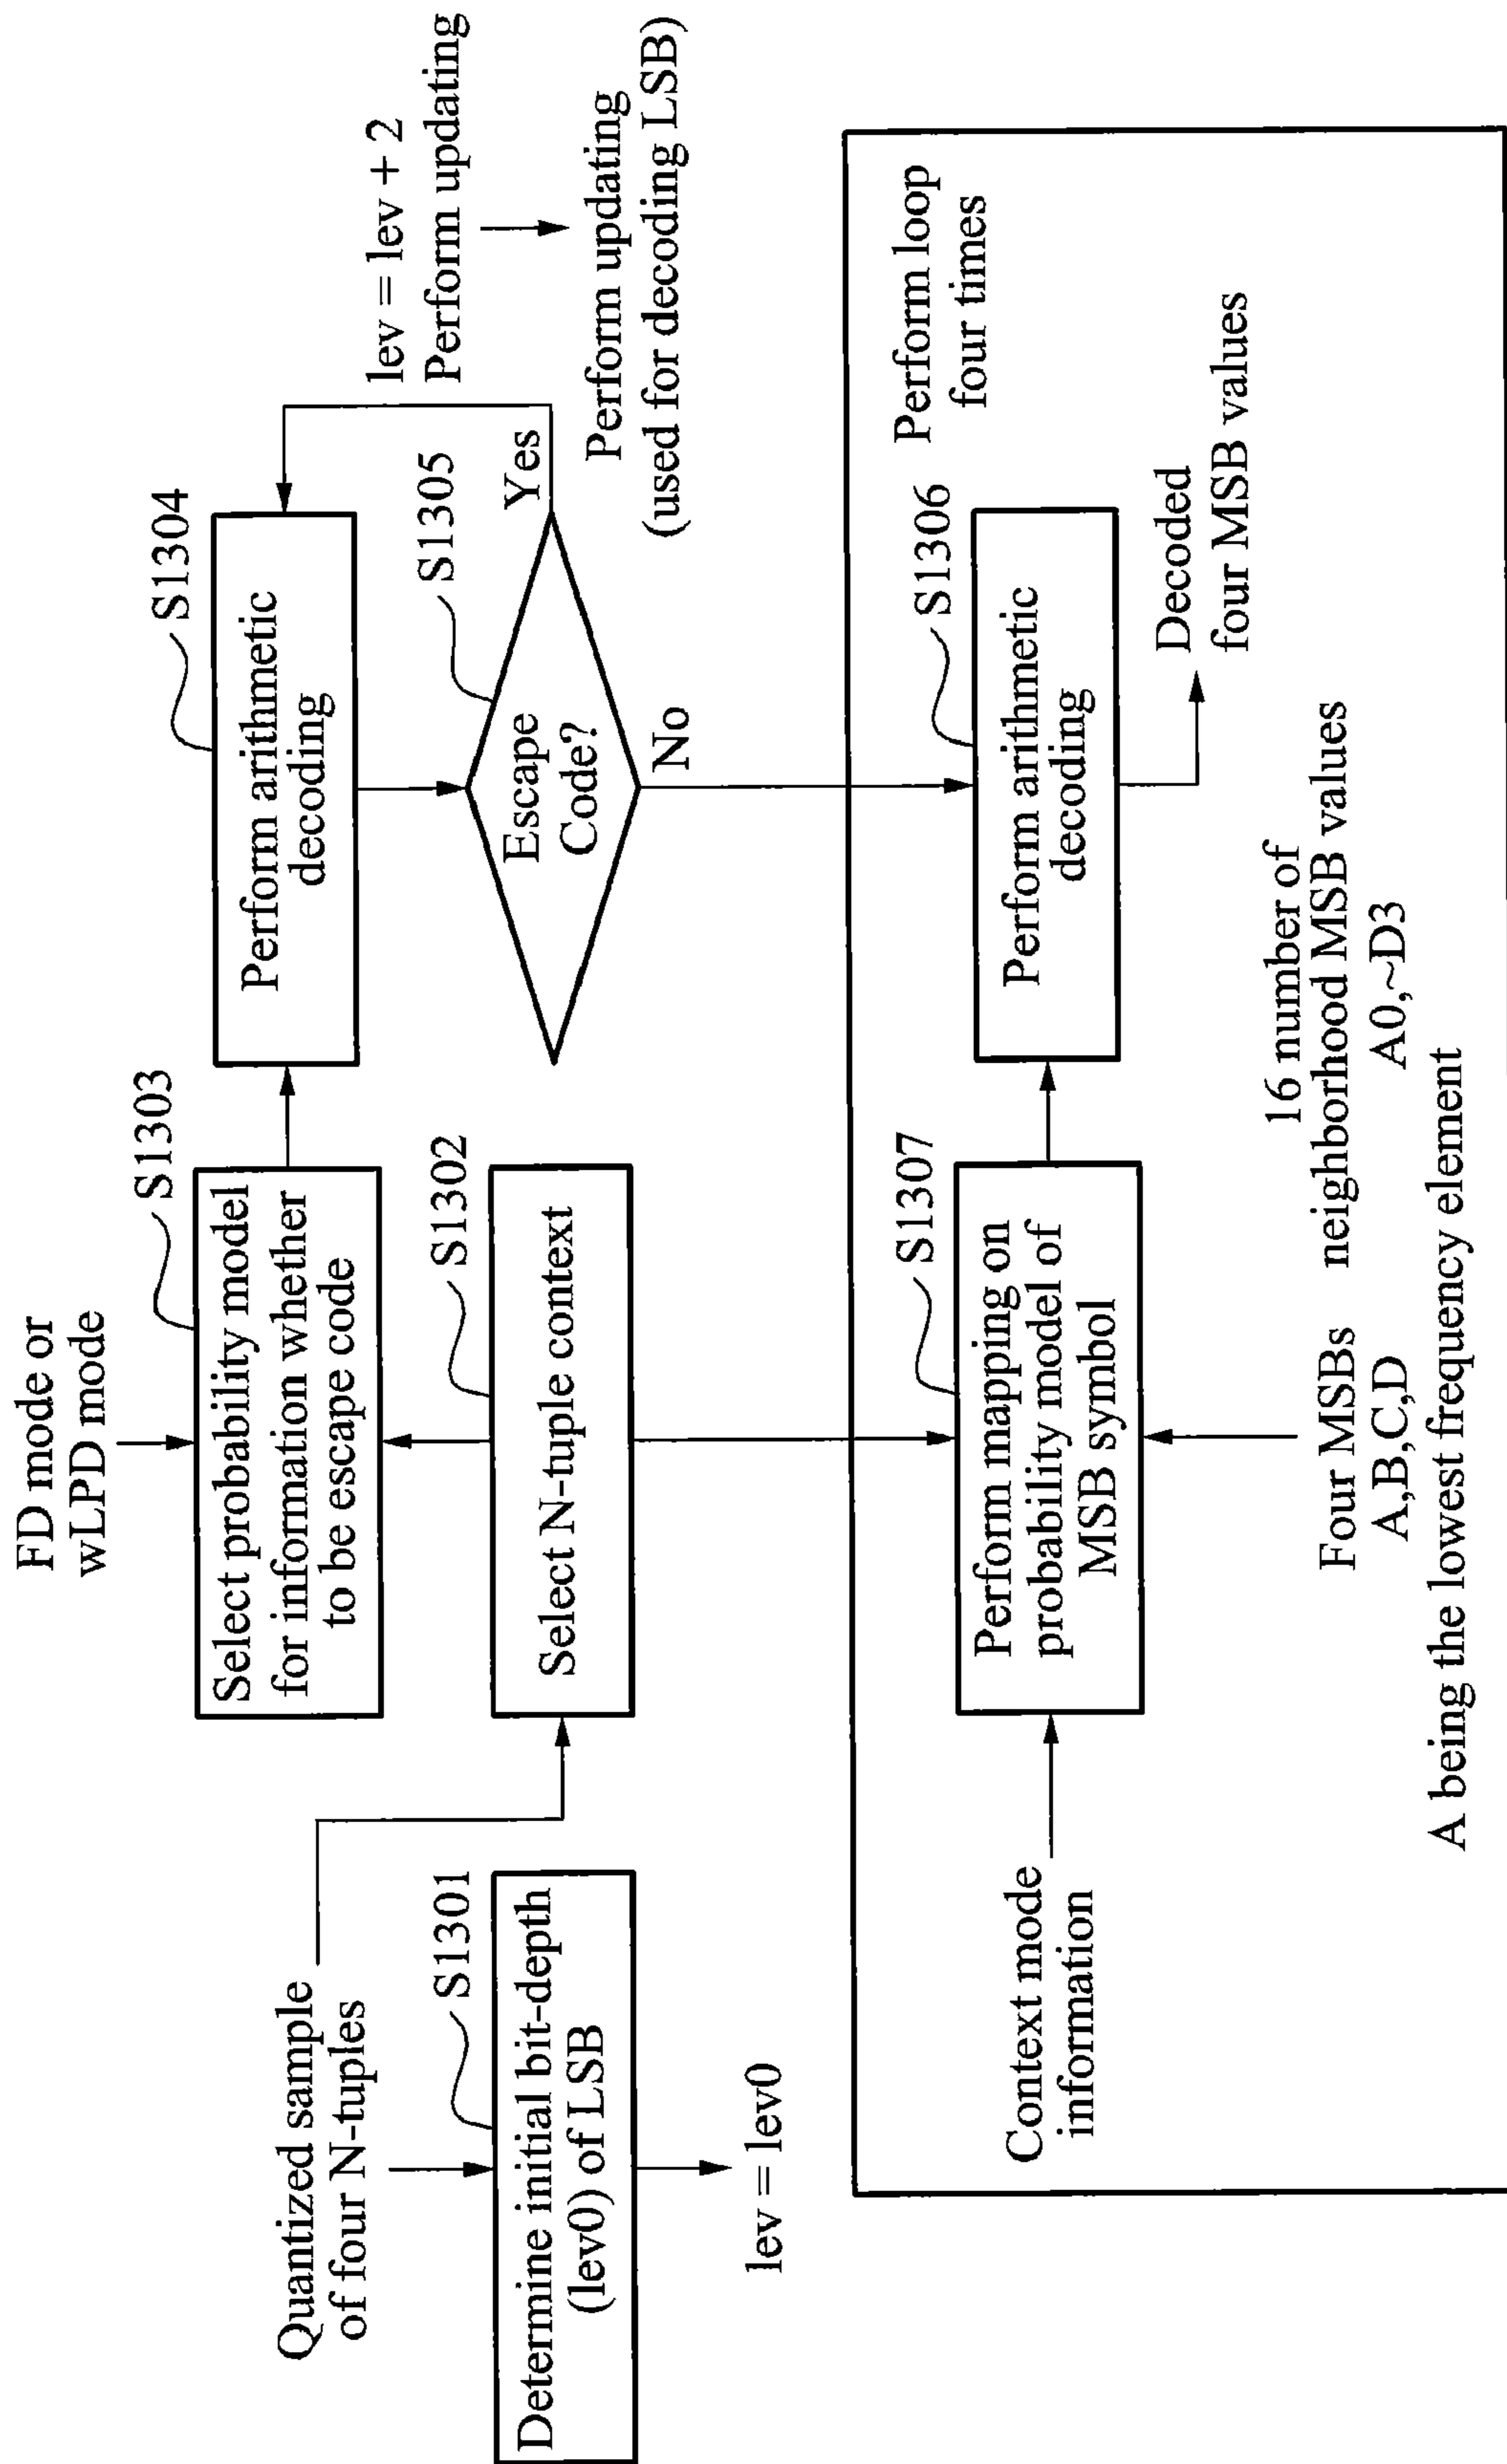 FD mode or
wLPD mode
Quantized sample
of four N-tuples
S1301
Determine initial bit-depth
(lev0) of LSB
lev = lev0
S1303
Select probability model
for information whether
to be escape code
S1302
Select N-tuple context
S1304
Perform arithmetic
decoding
S1305
Escape
Code?
Yes
No
lev = lev + 2
Perform updating
Perform updating
(used for decoding LSB)
Perform loop
four times
Context mode
information
S1307
Perform mapping on
probability model of
MSB symbol
S1306
Perform arithmetic
decoding
Decoded
four MSB values
Four MSBs
A,B,C,D
16 number of
neighborhood MSB values
A0,~D3
A being the lowest frequency element